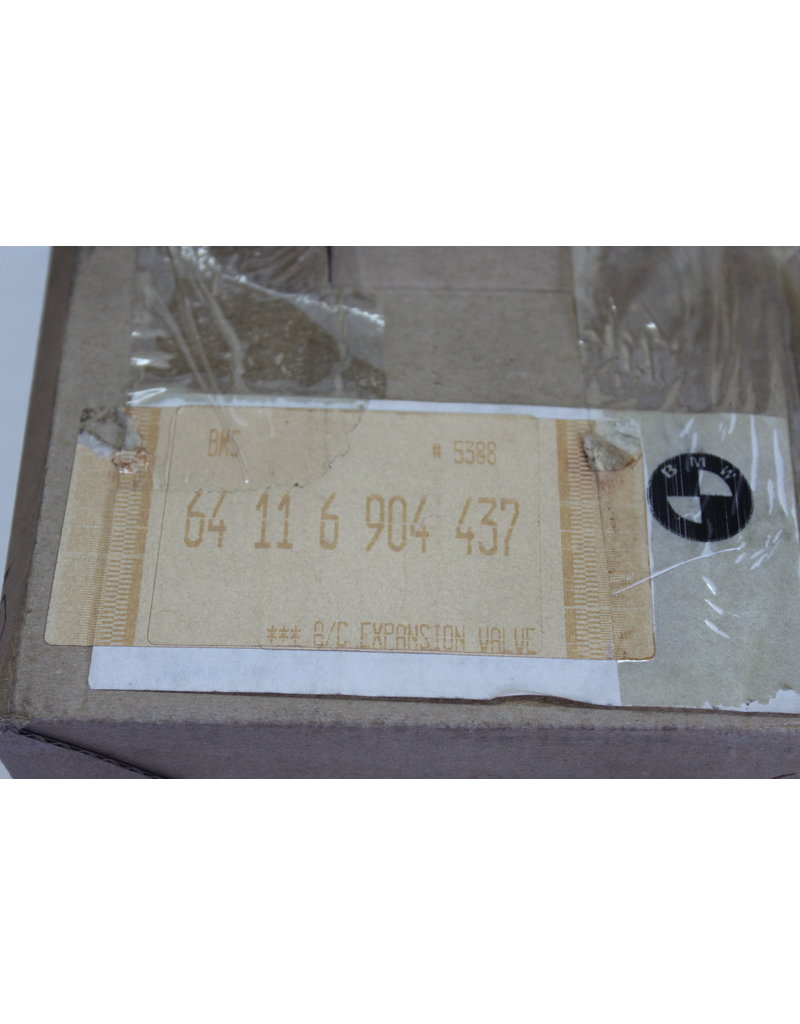 BMS # 5388
64 11 6 904 437
*** A/C EXPANSION VALVE
BMW